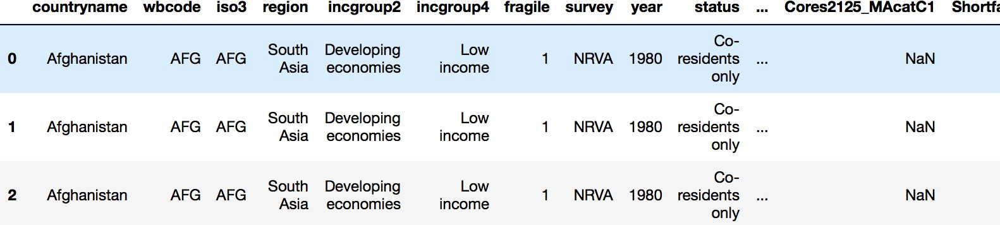 countryname wbcode iso3 region incgroup2 incgroup4 fragile survey year status ... Cores2125_MAcatC1 Shortfa
0 Afghanistan AFG AFG South Asia Developing economies Low income 1 NRVA 1980 Co-residents only ... NaN
1 Afghanistan AFG AFG South Asia Developing economies Low income 1 NRVA 1980 Co-residents only ... NaN
2 Afghanistan AFG AFG South Asia Developing economies Low income 1 NRVA 1980 Co-residents only ... NaN